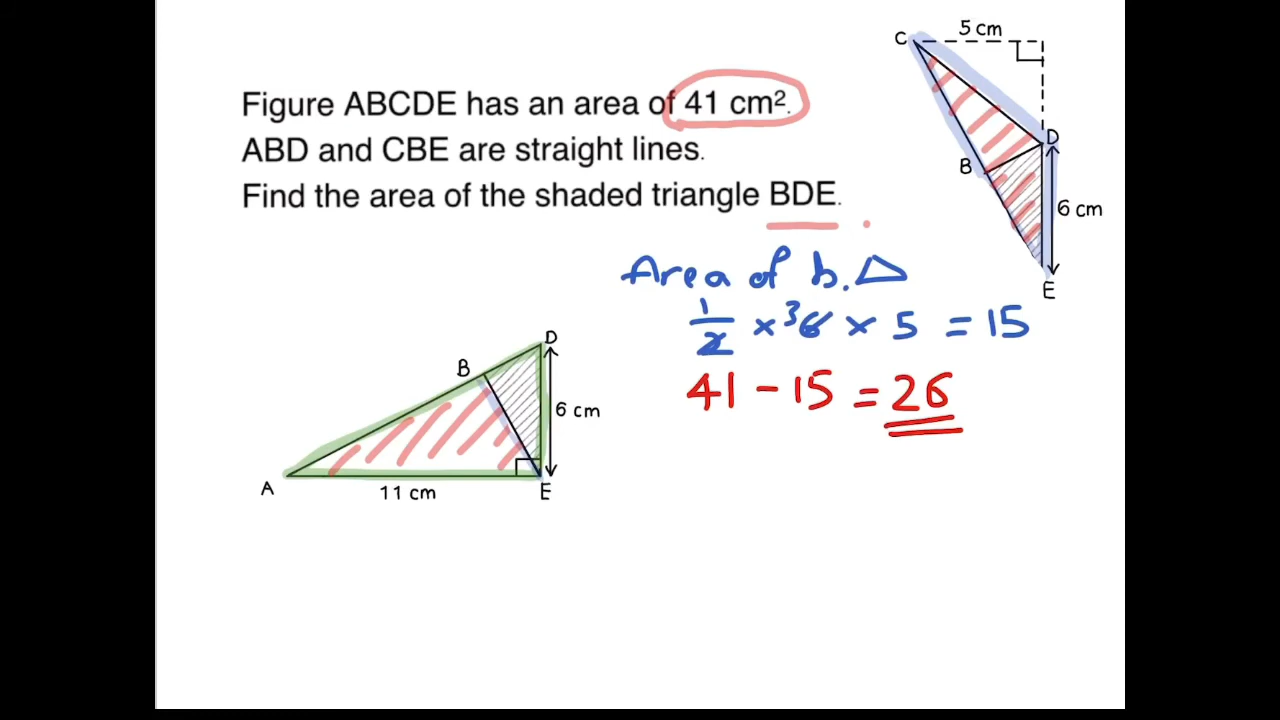 Figure ABCDE has an area of 41 cm².
ABD and CBE are straight lines.
Find the area of the shaded triangle BDE.
C
5 cm
D
B
6 cm
E
Area of b. △
1/2 × 6 3 × 5 = 15
41 - 15 = 26
D
B
6 cm
A
11 cm
E